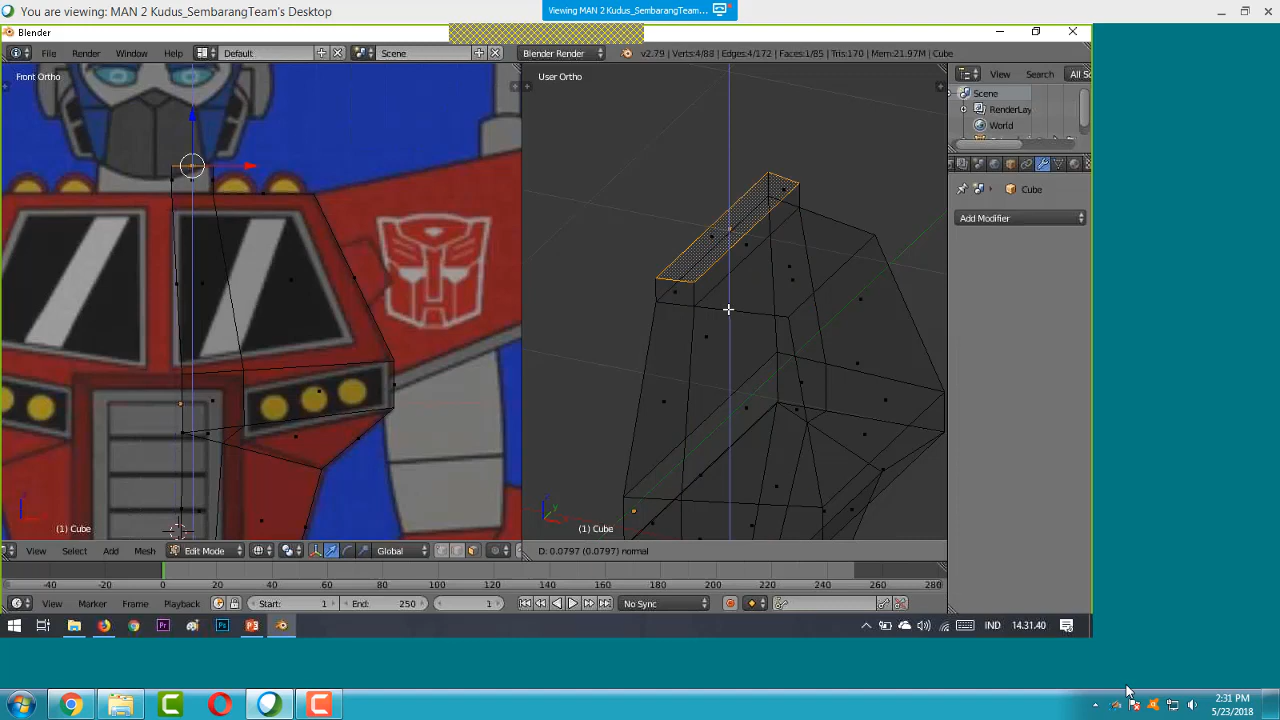 You are viewing: MAN 2 Kudus_SembarangTeam's Desktop
Viewing MAN 2 Kudus_SembarangTeam...
Blender
File Render Window Help Default Scene Blender Render v2.79 | Verts:4/88 | Edges:4/172 | Faces:1/85 | Tris:170 | Mem:21.97M | Cube
Front Ortho
User Ortho
View Search All Sc
Scene
RenderLay
World
Cube
Add Modifier
(1) Cube
(1) Cube
View Select Add Mesh Edit Mode Global
D: 0.0797 (0.0797) normal
-40 -20 0 20 40 60 80 100 120 140 160 180 200 220 240 260 280
View Marker Frame Playback Start: 1 End: 250 1 No Sync
IND 14.31.40
2:31 PM
5/23/2018